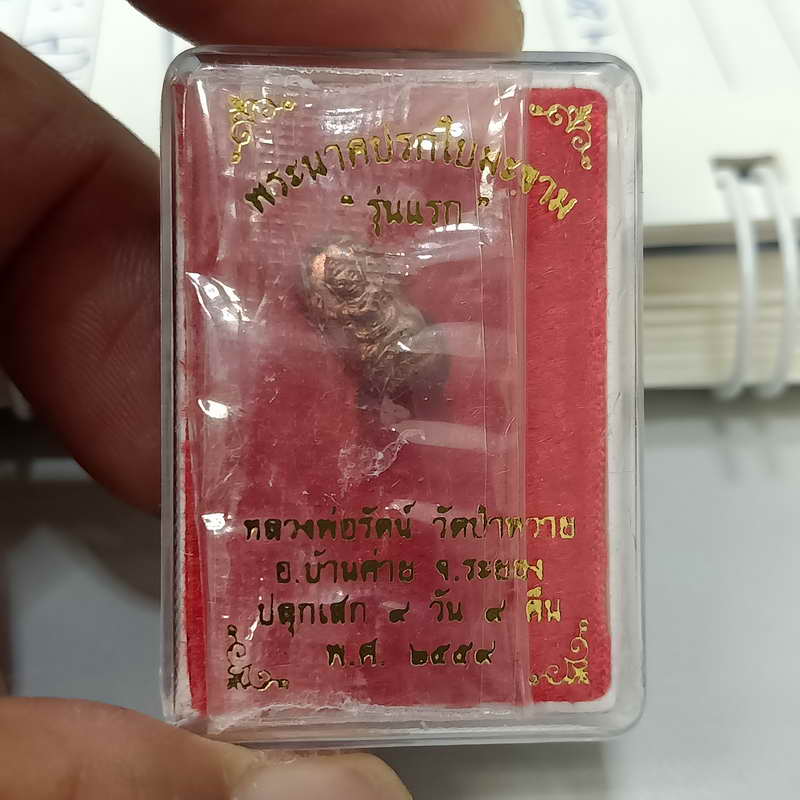 พระนาคปรกใบมะขาม
"รุ่นแรก"
หลวงพ่อรัตน์ วัดป่าหวาย
อ.บ้านค่าย จ.ระยอง
ปลุกเสก ๙ วัน ๙ คืน
พ.ศ. ๒๕๕๙